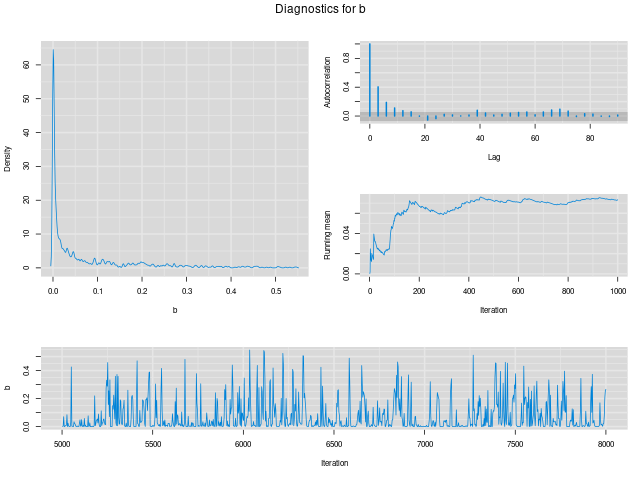 Diagnostics for b
Density
60
50
40
30
20
10
0
0.0 0.1 0.2 0.3 0.4 0.5
b
Autocorrelation
0.8
0.4
0.0
0 20 40 60 80
Lag
Running mean
0.04
0.00
0 200 400 600 800 1000
Iteration
b
0.4
0.2
0.0
5000 5500 6000 6500 7000 7500 8000
Iteration